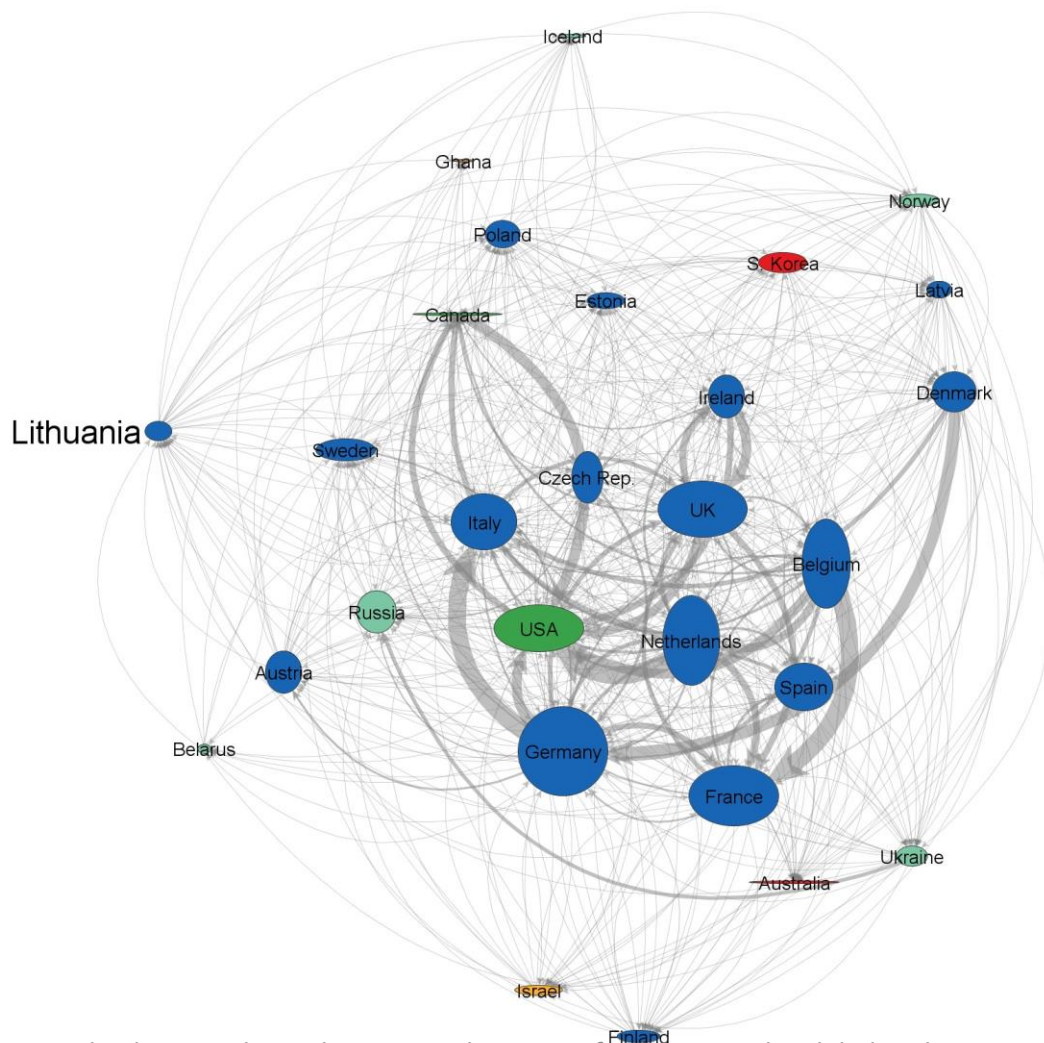 Iceland
Ghana
Norway
Poland
S. Korea
Latvia
Estonia
Canada
Denmark
Ireland
Lithuania
Sweden
Czech Rep.
UK
Italy
Belgium
Russia
USA
Netherlands
Austria
Spain
Belarus
Germany
France
Ukraine
Australia
Israel
Finland